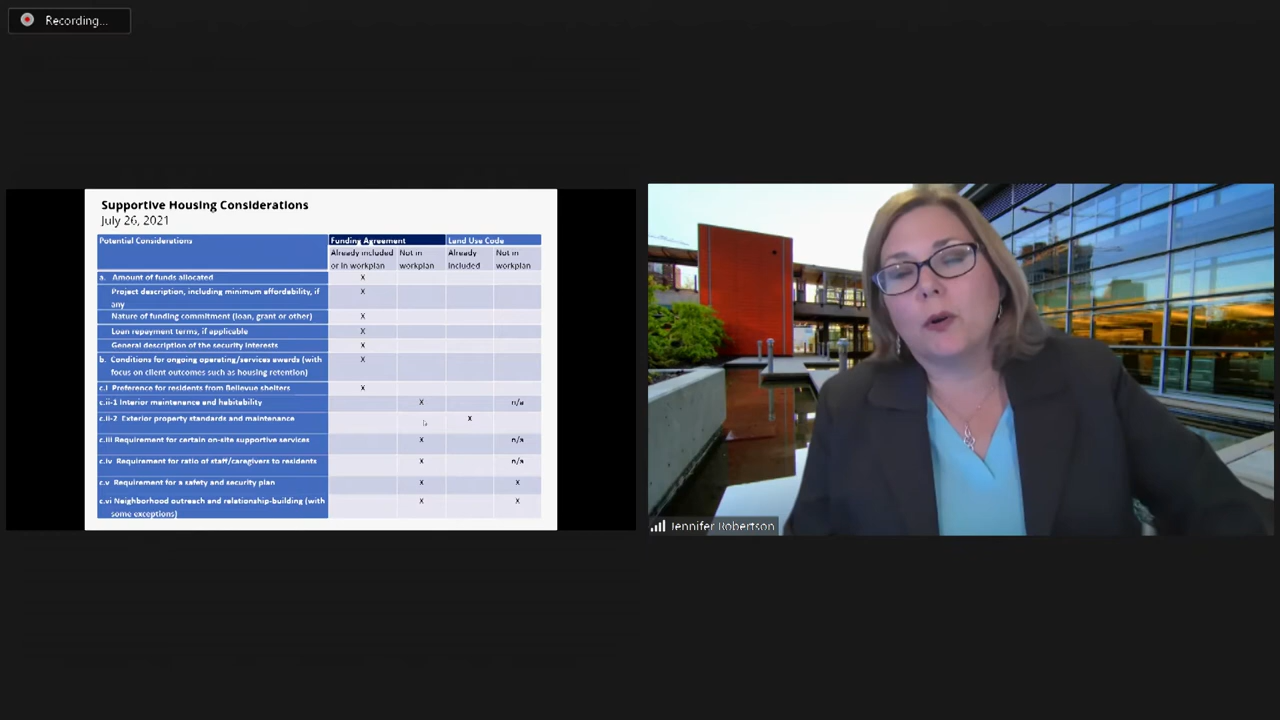 Recording...
Supportive Housing Considerations
July 26, 2021
Potential Considerations Funding Agreement Land Use Code
Already included or in workplan Not in workplan Already included Not in workplan
a. Amount of funds allocated X
Project description, including minimum affordability, if any X
Nature of funding commitment (loan, grant or other) X
Loan repayment terms, if applicable X
General description of the security interests X
b. Conditions for ongoing operating/services awards (with focus on client outcomes such as housing retention) X
c.i Preference for residents from Bellevue shelters X
c.ii-1 Interior maintenance and habitability X n/a
c.ii-2 Exterior property standards and maintenance X
c.iii Requirement for certain on-site supportive services X n/a
c.iv Requirement for ratio of staff/caregivers to residents X n/a
c.v Requirement for a safety and security plan X X
c.vi Neighborhood outreach and relationship-building (with some exceptions) X X
Jennifer Robertson